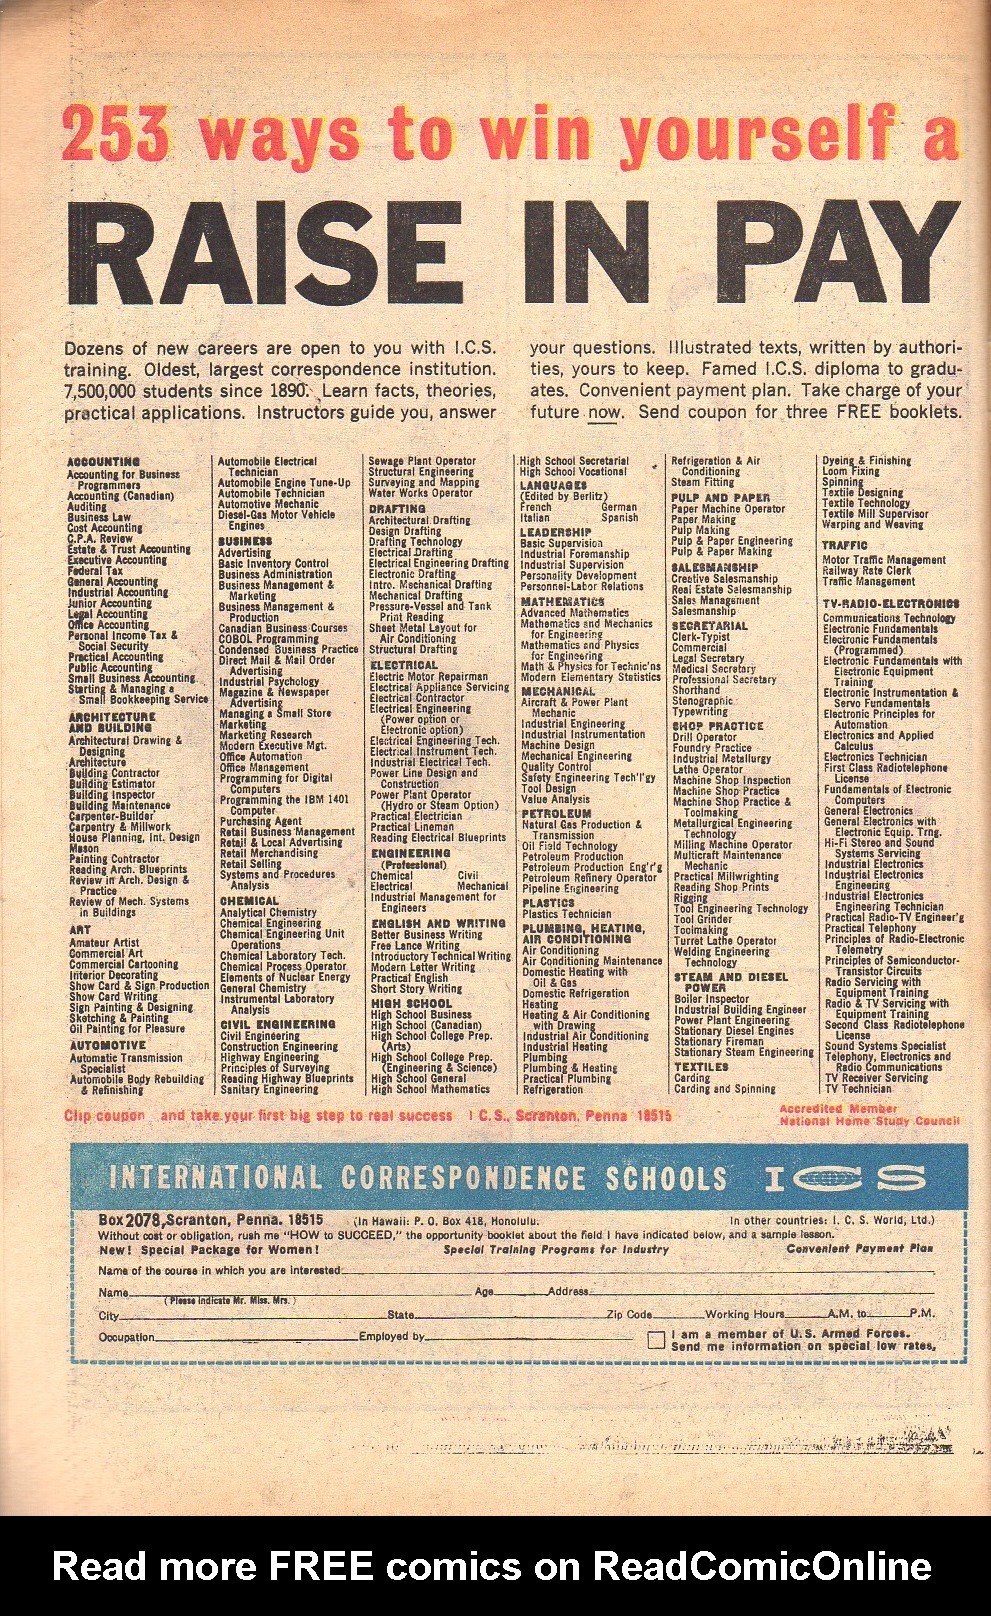 253 ways to win yourself a
RAISE IN PAY
Dozens of new careers are open to you with I.C.S.
training. Oldest, largest correspondence institution.
7,500,000 students since 1890. Learn facts, theories,
practical applications. Instructors guide you, answer
your questions. Illustrated texts, written by authori-
ties, yours to keep. Famed I.C.S. diploma to gradu-
ates. Convenient payment plan. Take charge of your
future now. Send coupon for three FREE booklets.
ACCOUNTING
Accounting for Business
Programmers
Accounting (Canadian)
Auditing
Business Law
Cost Accounting
C.P.A. Review
Estate & Trust Accounting
Executive Accounting
Federal Tax
General Accounting
Industrial Accounting
Junior Accounting
Legal Accounting
Office Accounting
Personal Income Tax &
Social Security
Practical Accounting
Public Accounting
Small Business Accounting
Starting & Managing a
Small Bookkeeping Service
ARCHITECTURE
AND BUILDING
Architectural Drawing &
Designing
Architecture
Building Contractor
Building Estimator
Building Inspector
Building Maintenance
Carpenter-Builder
Carpentry & Millwork
House Planning, Int. Design
Mason
Painting Contractor
Reading Arch. Blueprints
Review in Arch. Design &
Practice
Review of Mech. Systems
in Buildings
ART
Amateur Artist
Commercial Art
Commercial Cartooning
Interior Decorating
Show Card & Sign Production
Show Card Writing
Sign Painting & Designing
Sketching & Painting
Oil Painting for Pleasure
AUTOMOTIVE
Automatic Transmission
Specialist
Automobile Body Rebuilding
& Refinishing
Automobile Electrical
Technician
Automobile Engine Tune-Up
Automobile Technician
Automotive Mechanic
Diesel-Gas Motor Vehicle
Engines
BUSINESS
Advertising
Basic Inventory Control
Business Administration
Business Management &
Marketing
Business Management &
Production
Canadian Business Courses
COBOL Programming
Condensed Business Practice
Direct Mail & Mail Order
Advertising
Industrial Psychology
Magazine & Newspaper
Advertising
Managing a Small Store
Marketing
Marketing Research
Modern Executive Mgt.
Office Automation
Office Management
Programming for Digital
Computers
Programming the IBM 1401
Computer
Purchasing Agent
Retail Business Management
Retail & Local Advertising
Retail Merchandising
Retail Selling
Systems and Procedures
Analysis
CHEMICAL
Analytical Chemistry
Chemical Engineering
Chemical Engineering Unit
Operations
Chemical Laboratory Tech.
Chemical Process Operator
Elements of Nuclear Energy
General Chemistry
Instrumental Laboratory
Analysis
CIVIL ENGINEERING
Civil Engineering
Construction Engineering
Highway Engineering
Principles of Surveying
Reading Highway Blueprints
Sanitary Engineering
Sewage Plant Operator
Structural Engineering
Surveying and Mapping
Water Works Operator
DRAFTING
Architectural Drafting
Design Drafting
Drafting Technology
Electrical Drafting
Electrical Engineering Drafting
Electronic Drafting
Intro. Mechanical Drafting
Mechanical Drafting
Pressure-Vessel and Tank
Print Reading
Sheet Metal Layout for
Air Conditioning
Structural Drafting
ELECTRICAL
Electric Motor Repairman
Electrical Appliance Servicing
Electrical Contractor
Electrical Engineering
(Power option or
Electronic option)
Electrical Engineering Tech.
Electrical Instrument Tech.
Industrial Electrical Tech.
Power Line Design and
Construction
Power Plant Operator
(Hydro or Steam Option)
Practical Electrician
Practical Lineman
Reading Electrical Blueprints
ENGINEERING
(Professional)
Chemical Civil
Electrical Mechanical
Industrial Management for
Engineers
ENGLISH AND WRITING
Better Business Writing
Free Lance Writing
Introductory Technical Writing
Modern Letter Writing
Practical English
Short Story Writing
HIGH SCHOOL
High School Business
High School (Canadian)
High School College Prep.
(Arts)
High School College Prep.
(Engineering & Science)
High School General
High School Mathematics
High School Secretarial
High School Vocational
LANGUAGES
(Edited by Berlitz)
French German
Italian Spanish
LEADERSHIP
Basic Supervision
Industrial Foremanship
Industrial Supervision
Personality Development
Personnel-Labor Relations
MATHEMATICS
Advanced Mathematics
Mathematics and Mechanics
for Engineering
Mathematics and Physics
for Engineering
Math & Physics for Technic'ns
Modern Elementary Statistics
MECHANICAL
Aircraft & Power Plant
Mechanic
Industrial Engineering
Industrial Instrumentation
Machine Design
Mechanical Engineering
Quality Control
Safety Engineering Tech'l'gy
Tool Design
Value Analysis
PETROLEUM
Natural Gas Production &
Transmission
Oil Field Technology
Petroleum Production
Petroleum Production Eng'r'g
Petroleum Refinery Operator
Pipeline Engineering
PLASTICS
Plastics Technician
PLUMBING, HEATING,
AIR CONDITIONING
Air Conditioning
Air Conditioning Maintenance
Domestic Heating with
Oil & Gas
Domestic Refrigeration
Heating
Heating & Air Conditioning
with Drawing
Industrial Air Conditioning
Industrial Heating
Plumbing
Plumbing & Heating
Practical Plumbing
Refrigeration
Refrigeration & Air
Conditioning
Steam Fitting
PULP AND PAPER
Paper Machine Operator
Paper Making
Pulp Making
Pulp & Paper Engineering
Pulp & Paper Making
SALESMANSHIP
Creative Salesmanship
Real Estate Salesmanship
Sales Management
Salesmanship
SECRETARIAL
Clerk-Typist
Commercial
Legal Secretary
Medical Secretary
Professional Secretary
Shorthand
Stenographic
Typewriting
SHOP PRACTICE
Drill Operator
Foundry Practice
Industrial Metallurgy
Lathe Operator
Machine Shop Inspection
Machine Shop Practice
Machine Shop Practice &
Toolmaking
Metallurgical Engineering
Technology
Milling Machine Operator
Multicraft Maintenance
Mechanic
Practical Millwrighting
Reading Shop Prints
Rigging
Tool Engineering Technology
Tool Grinder
Toolmaking
Turret Lathe Operator
Welding Engineering
Technology
STEAM AND DIESEL
POWER
Boiler Inspector
Industrial Building Engineer
Power Plant Engineering
Stationary Diesel Engines
Stationary Fireman
Stationary Steam Engineering
TEXTILES
Carding
Carding and Spinning
Dyeing & Finishing
Loom Fixing
Spinning
Textile Designing
Textile Technology
Textile Mill Supervisor
Warping and Weaving
TRAFFIC
Motor Traffic Management
Railway Rate Clerk
Traffic Management
TV-RADIO-ELECTRONICS
Communications Technology
Electronic Fundamentals
Electronic Fundamentals
(Programmed)
Electronic Fundamentals with
Electronic Equipment
Training
Electronic Instrumentation &
Servo Fundamentals
Electronic Principles for
Automation
Electronics and Applied
Calculus
Electronics Technician
First Class Radiotelephone
License
Fundamentals of Electronic
Computers
General Electronics
General Electronics with
Electronic Equip. Trng.
Hi-Fi Stereo and Sound
Systems Servicing
Industrial Electronics
Industrial Electronics
Engineering
Industrial Electronics
Engineering Technician
Practical Radio-TV Engineer'g
Practical Telephony
Principles of Radio-Electronic
Telemetry
Principles of Semiconductor-
Transistor Circuits
Radio Servicing with
Equipment Training
Radio & TV Servicing with
Equipment Training
Second Class Radiotelephone
License
Sound Systems Specialist
Telephony, Electronics and
Radio Communications
TV Receiver Servicing
TV Technician
Clip coupon and take your first big step to real success I C.S., Scranton, Penna 18515
Accredited Member
National Home Study Council
INTERNATIONAL CORRESPONDENCE SCHOOLS ICS
Box 2078, Scranton, Penna. 18515 (In Hawaii: P. O. Box 418, Honolulu. In other countries: I. C. S. World, Ltd.)
Without cost or obligation, rush me "HOW to SUCCEED," the opportunity booklet about the field I have indicated below, and a sample lesson.
New! Special Package for Women! Special Training Programs for Industry Convenient Payment Plan
Name of the course in which you are interested
Name Age Address
(Please indicate Mr. Miss. Mrs.)
City State Zip Code Working Hours A.M. to P.M.
Occupation Employed by I am a member of U.S. Armed Forces.
Send me information on special low rates.
Read more FREE comics on ReadComicOnline